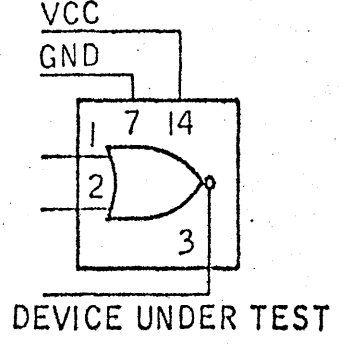 VCC
GND
7 14
1
2
3
DEVICE UNDER TEST